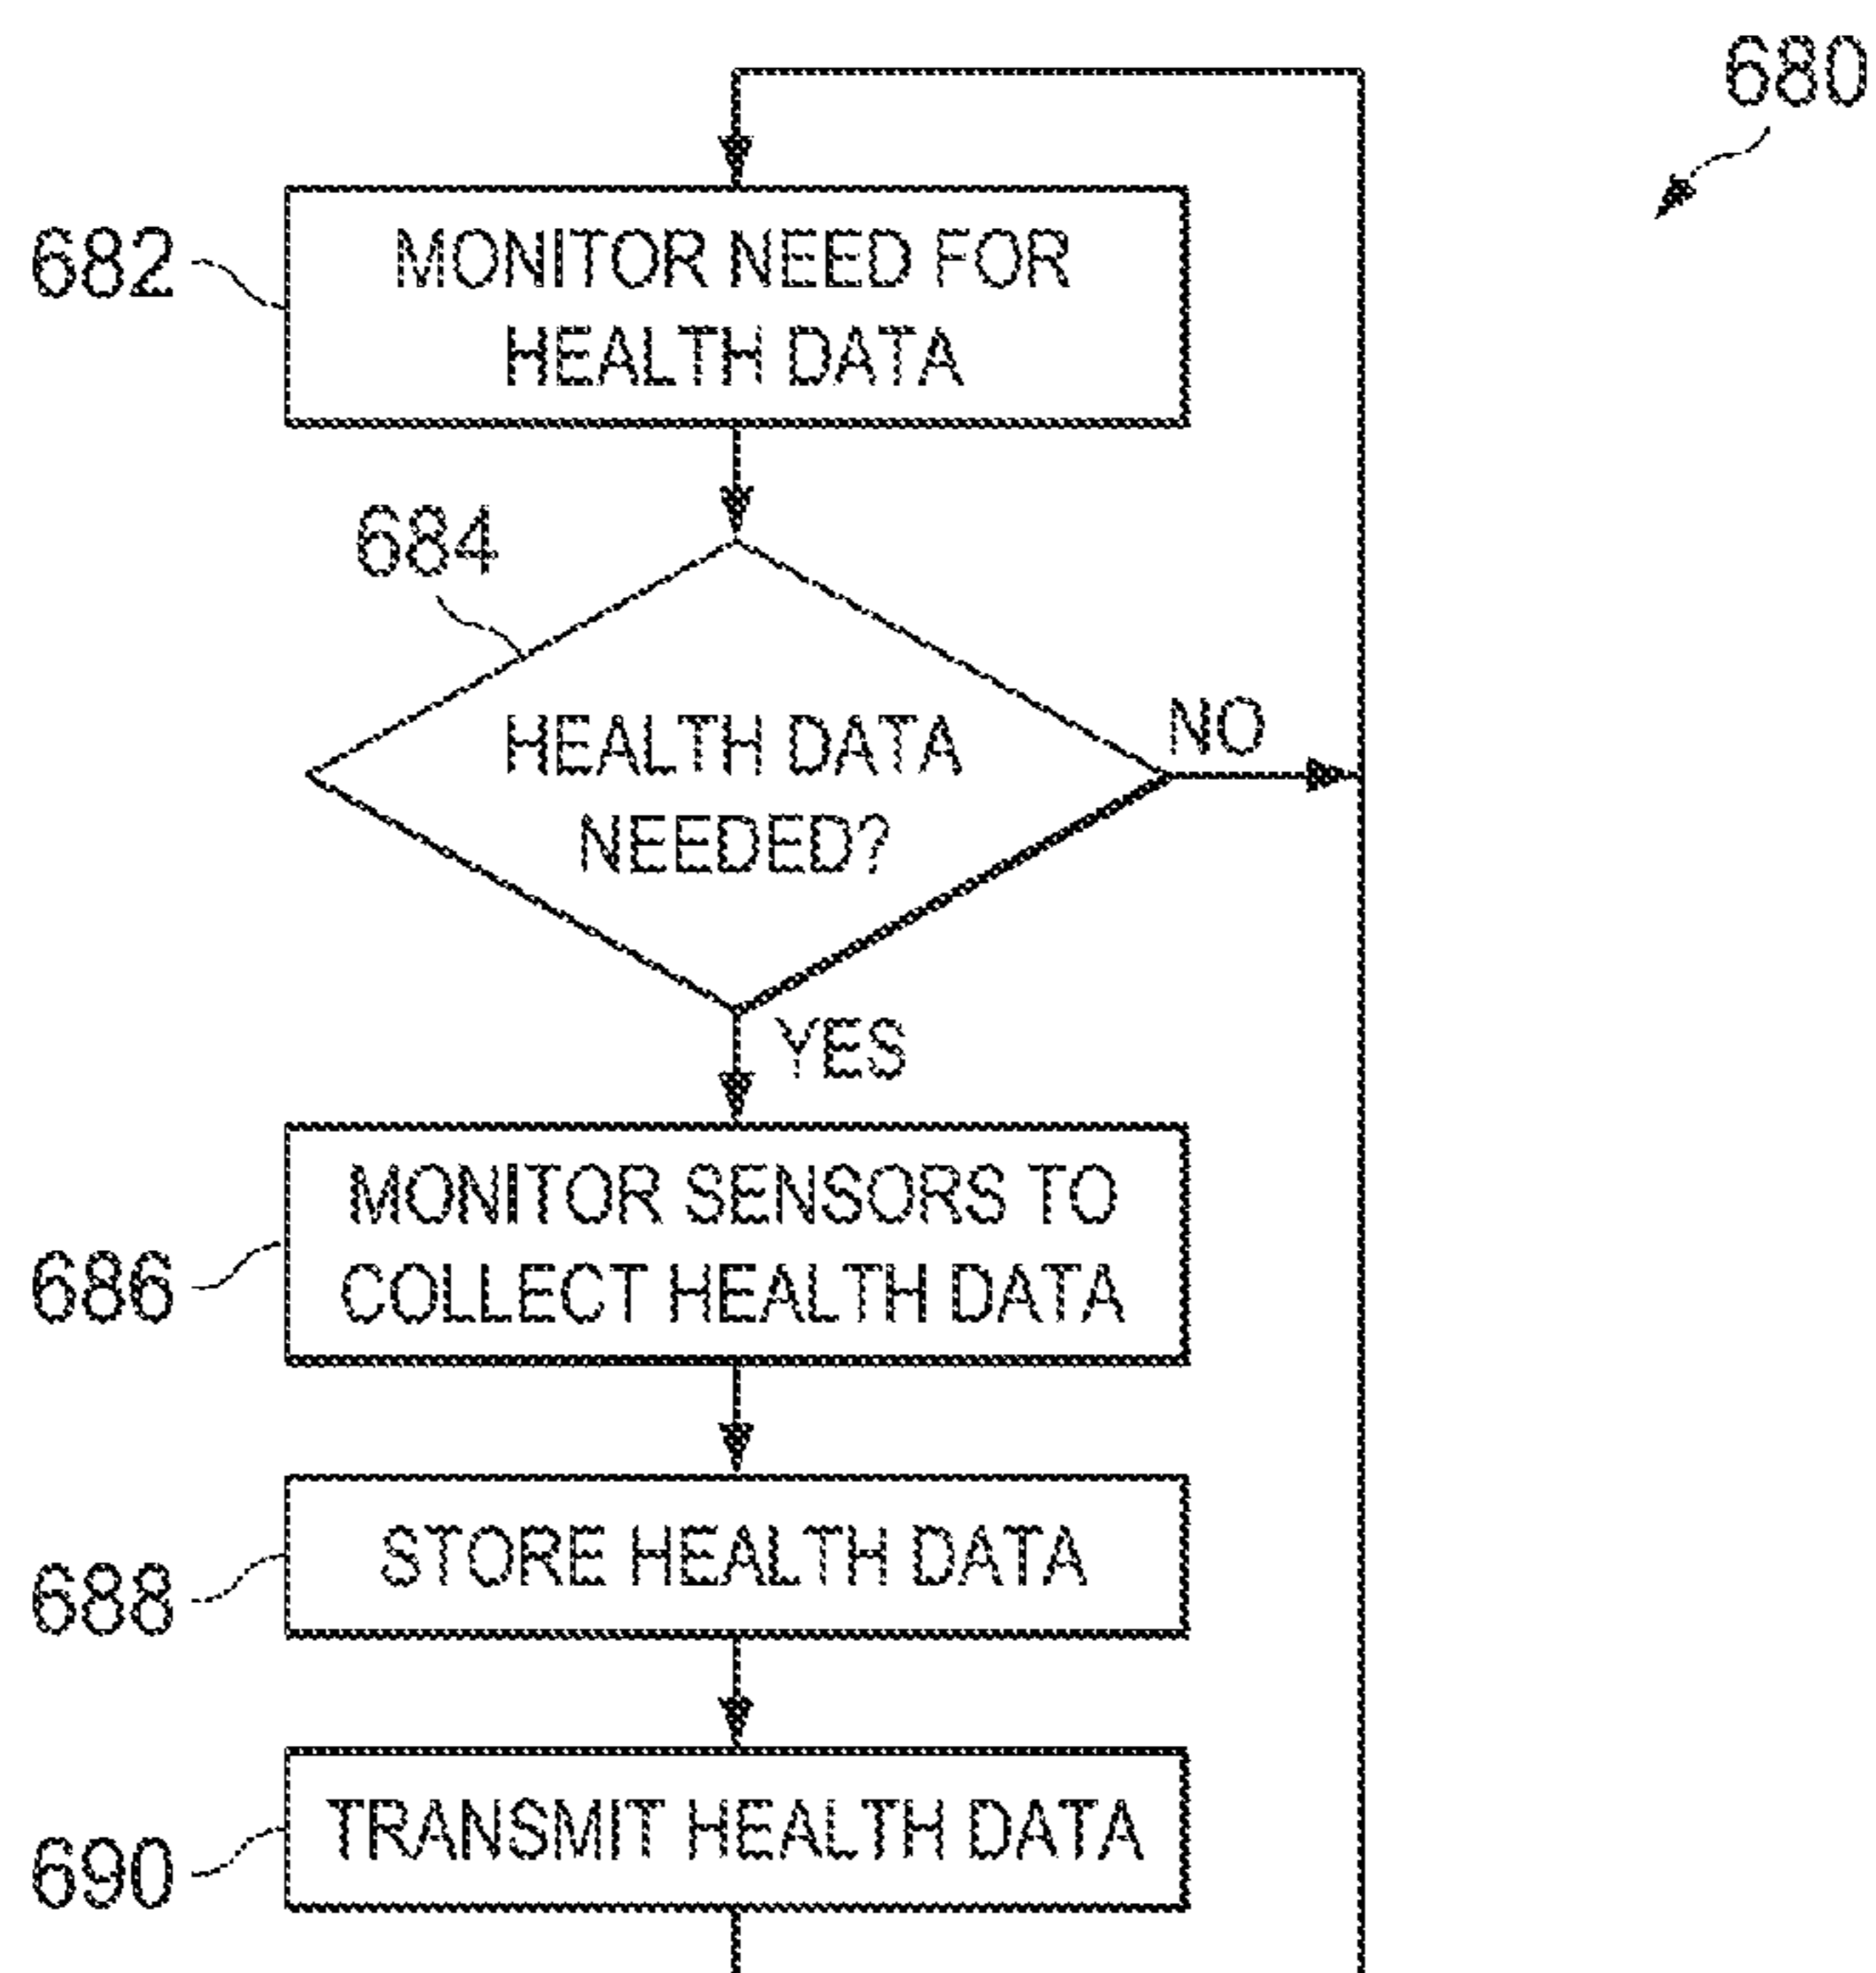 680
682
MONITOR NEED FOR
HEALTH DATA
684
HEALTH DATA
NEEDED?
NO
YES
686
MONITOR SENSORS TO
COLLECT HEALTH DATA
688
STORE HEALTH DATA
690
TRANSMIT HEALTH DATA